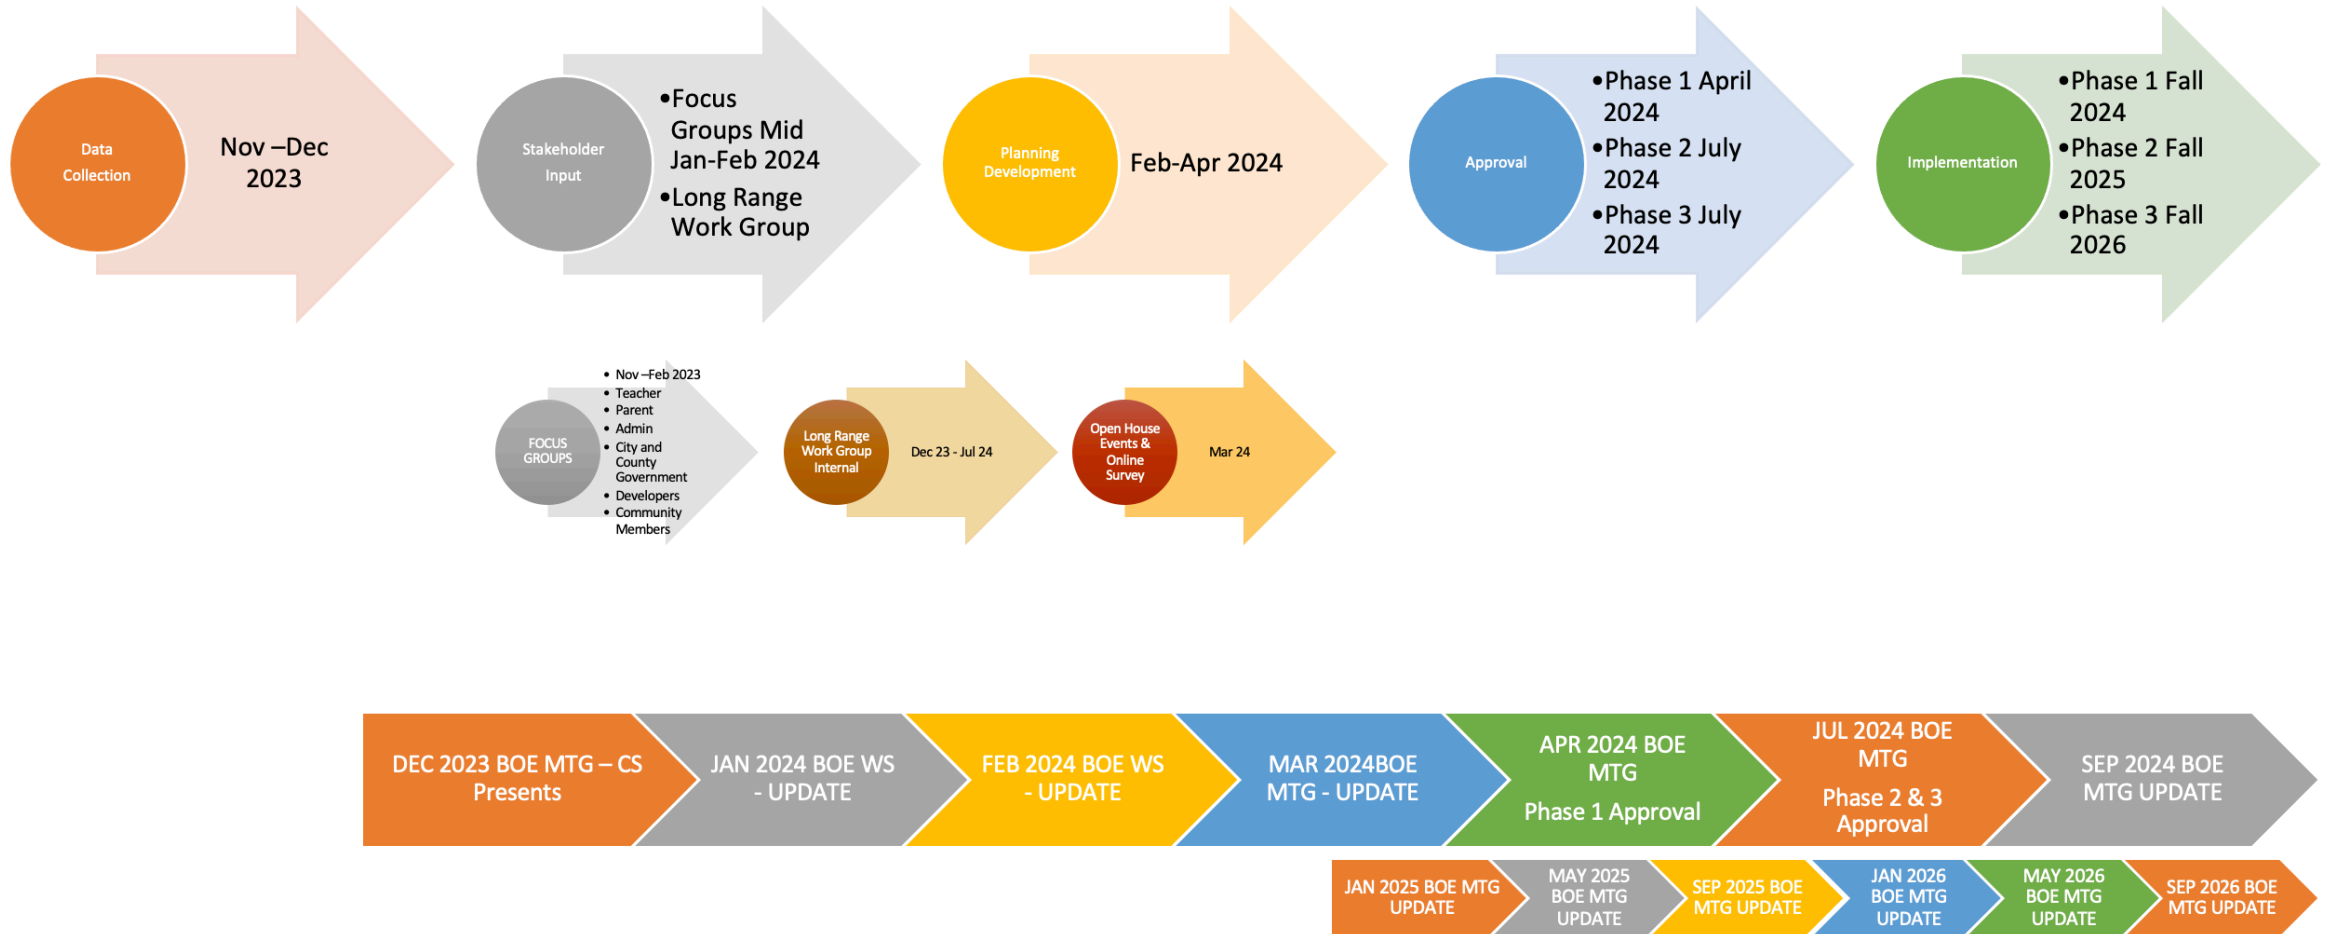 Data
Collection
Nov –Dec
2023
Stakeholder
Input
•Focus
Groups Mid
Jan-Feb 2024
•Long Range
Work Group
Planning
Development
Feb-Apr 2024
Approval
•Phase 1 April
2024
•Phase 2 July
2024
•Phase 3 July
2024
Implementation
•Phase 1 Fall
2024
•Phase 2 Fall
2025
•Phase 3 Fall
2026
FOCUS
GROUPS
• Nov –Feb 2023
• Teacher
• Parent
• Admin
• City and
County
Government
• Developers
• Community
Members
Long Range
Work Group
Internal
Dec 23 - Jul 24
Open House
Events &
Online
Survey
Mar 24
DEC 2023 BOE MTG – CS
Presents
JAN 2024 BOE WS
- UPDATE
FEB 2024 BOE WS
- UPDATE
MAR 2024BOE
MTG - UPDATE
APR 2024 BOE
MTG
Phase 1 Approval
JUL 2024 BOE
MTG
Phase 2 & 3
Approval
SEP 2024 BOE
MTG UPDATE
JAN 2025 BOE MTG
UPDATE
MAY 2025
BOE MTG
UPDATE
SEP 2025 BOE
MTG UPDATE
JAN 2026
BOE MTG
UPDATE
MAY 2026
BOE MTG
UPDATE
SEP 2026 BOE
MTG UPDATE